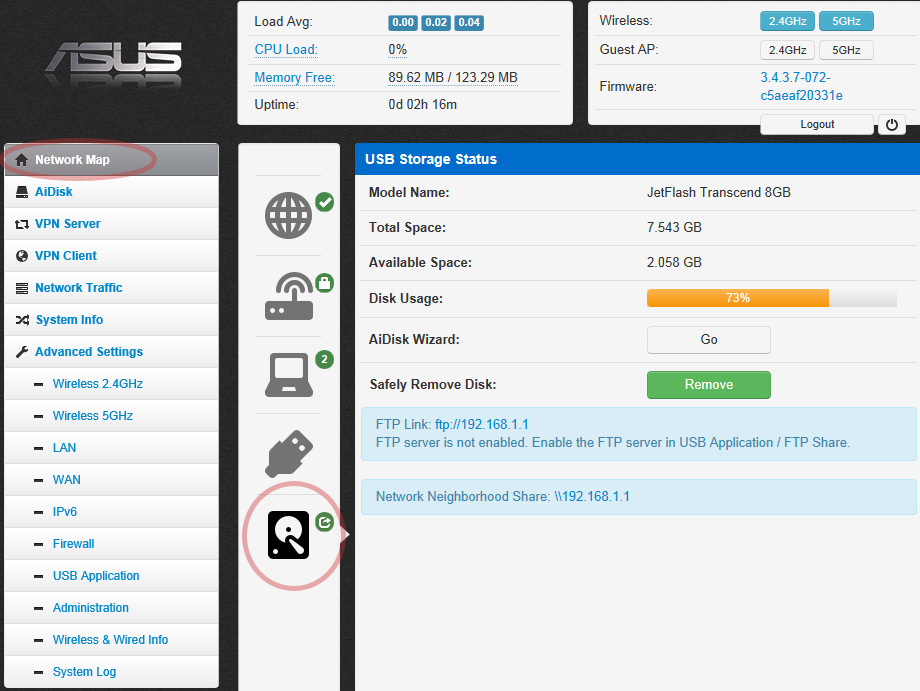 ASUS
Load Avg: 0.00 0.02 0.04
CPU Load: 0%
Memory Free: 89.62 MB / 123.29 MB
Uptime: 0d 02h 16m
Wireless: 2.4GHz 5GHz
Guest AP: 2.4GHz 5GHz
Firmware: 3.4.3.7-072-
c5aeaf20331e
Logout
Network Map
AiDisk
VPN Server
VPN Client
Network Traffic
System Info
Advanced Settings
Wireless 2.4GHz
Wireless 5GHz
LAN
WAN
IPv6
Firewall
USB Application
Administration
Wireless & Wired Info
System Log
2
USB Storage Status
Model Name: JetFlash Transcend 8GB
Total Space: 7.543 GB
Available Space: 2.058 GB
Disk Usage: 73%
AiDisk Wizard: Go
Safely Remove Disk: Remove
FTP Link: ftp://192.168.1.1
FTP server is not enabled. Enable the FTP server in USB Application / FTP Share.
Network Neighborhood Share: \\192.168.1.1